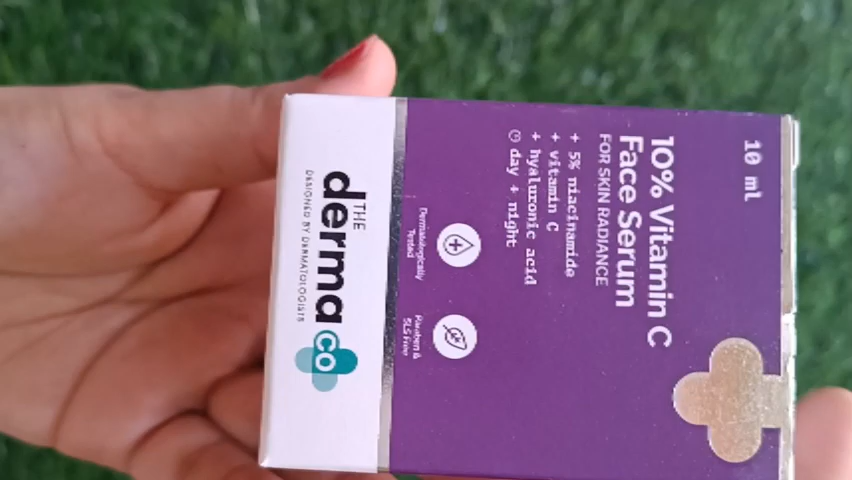 10 ml
10% Vitamin C
Face Serum
FOR SKIN RADIANCE
+ 5% niacinamide
+ vitamin C
+ hyaluronic acid
day + night
Dermatologically
Tested
Paraben &
SLS Free
THE
derma
co
DESIGNED BY DERMATOLOGISTS